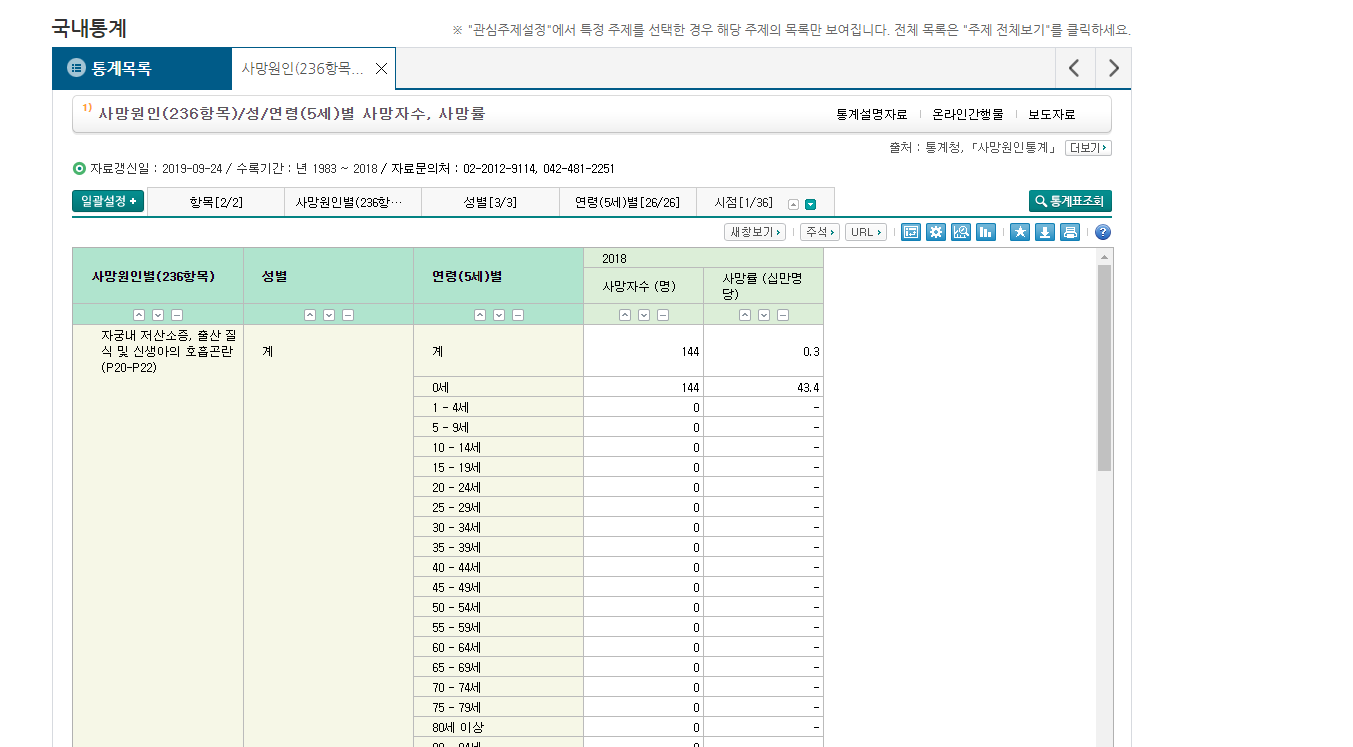 국내통계
※ "관심주제설정"에서 특정 주제를 선택한 경우 해당 주제의 목록만 보여집니다. 전체 목록은 "주제 전체보기"를 클릭하세요.
통계목록
사망원인(236항목...
1) 사망원인(236항목)/성/연령(5세)별 사망자수, 사망률
통계설명자료 온라인간행물 보도자료
출처 : 통계청, 「사망원인통계」 더보기
자료갱신일 : 2019-09-24 / 수록기간 : 년 1983 ~ 2018 / 자료문의처 : 02-2012-9114, 042-481-2251
일괄설정 + 항목[2/2] 사망원인별(236항··· 성별[3/3] 연령(5세)별[26/26] 시점[1/36] 통계표조회
새창보기 주석 URL ?
사망원인별(236항목) 성별 연령(5세)별 2018
사망자수 (명) 사망률 (십만명
당)
자궁내 저산소증, 출산 질
식 및 신생아의 호흡곤란
(P20-P22)
계 계 144 0.3
0세 144 43.4
1 - 4세 0 -
5 - 9세 0 -
10 - 14세 0 -
15 - 19세 0 -
20 - 24세 0 -
25 - 29세 0 -
30 - 34세 0 -
35 - 39세 0 -
40 - 44세 0 -
45 - 49세 0 -
50 - 54세 0 -
55 - 59세 0 -
60 - 64세 0 -
65 - 69세 0 -
70 - 74세 0 -
75 - 79세 0 -
80세 이상 0 -